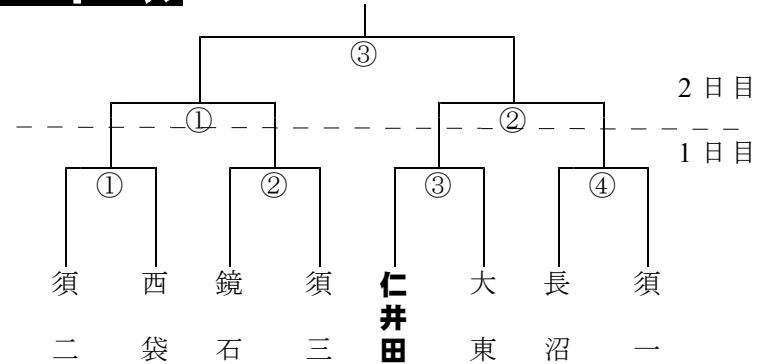 ③
2日目
① ②
1日目
① ② ③ ④
須二
西袋
鏡石
須三
仁井田
大東
長沼
須一